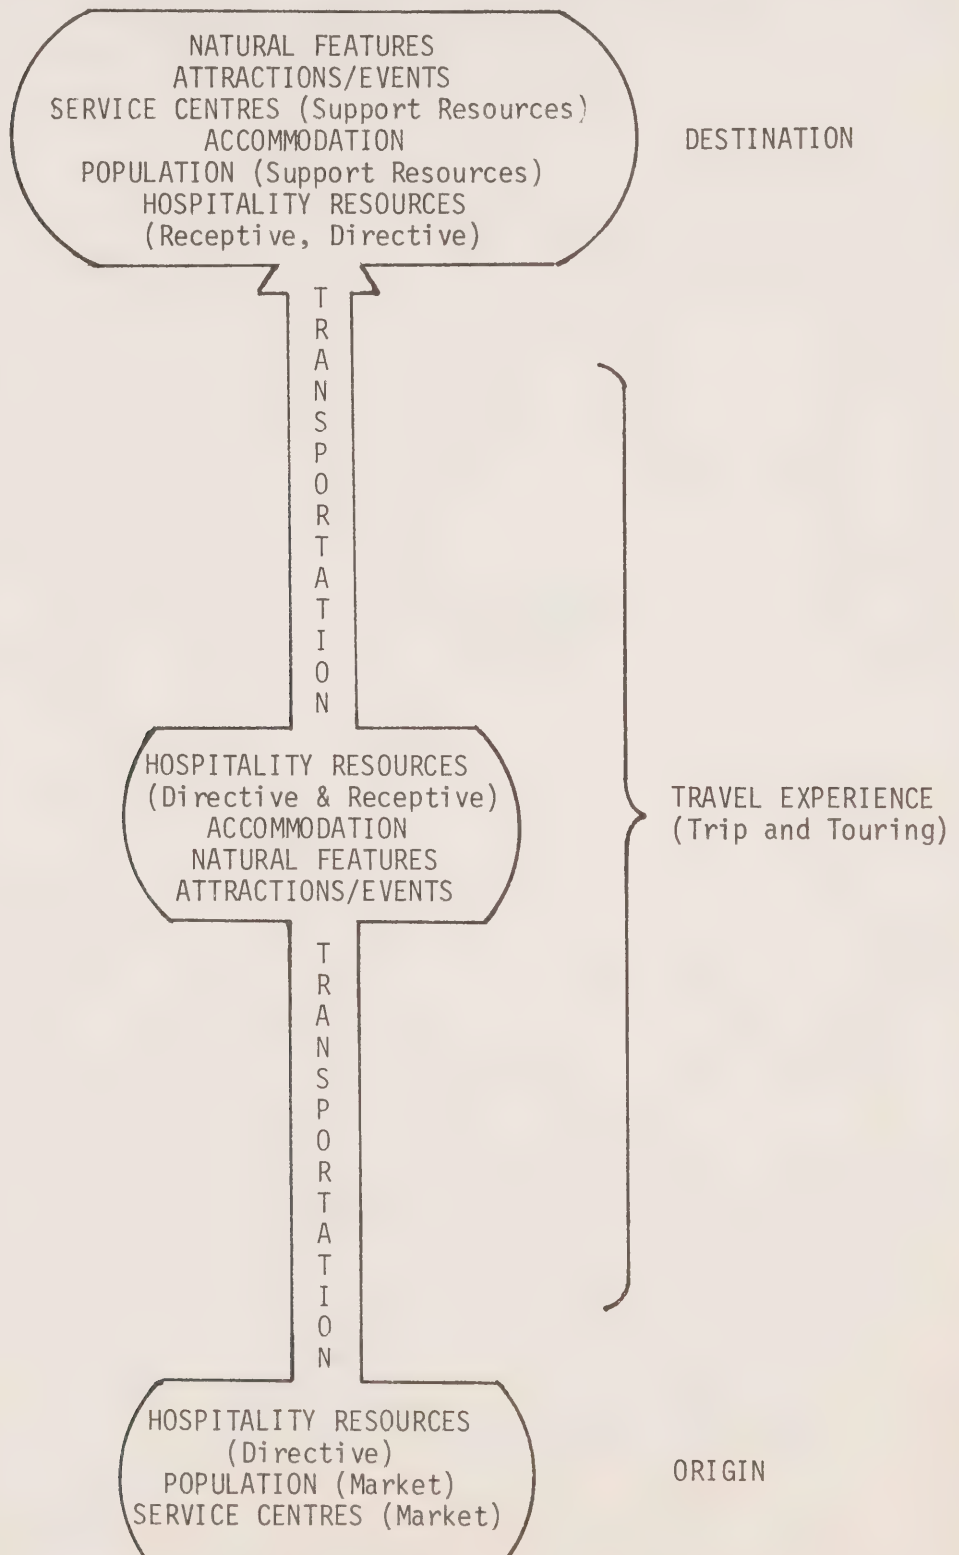 NATURAL FEATURES
ATTRACTIONS/EVENTS
SERVICE CENTRES (Support Resources)
ACCOMMODATION
POPULATION (Support Resources)
HOSPITALITY RESOURCES
(Receptive, Directive)
DESTINATION
TRANSPORTATION
HOSPITALITY RESOURCES
(Directive & Receptive)
ACCOMMODATION
NATURAL FEATURES
ATTRACTIONS/EVENTS
TRAVEL EXPERIENCE
(Trip and Touring)
TRANSPORTATION
HOSPITALITY RESOURCES
(Directive)
POPULATION (Market)
SERVICE CENTRES (Market)
ORIGIN